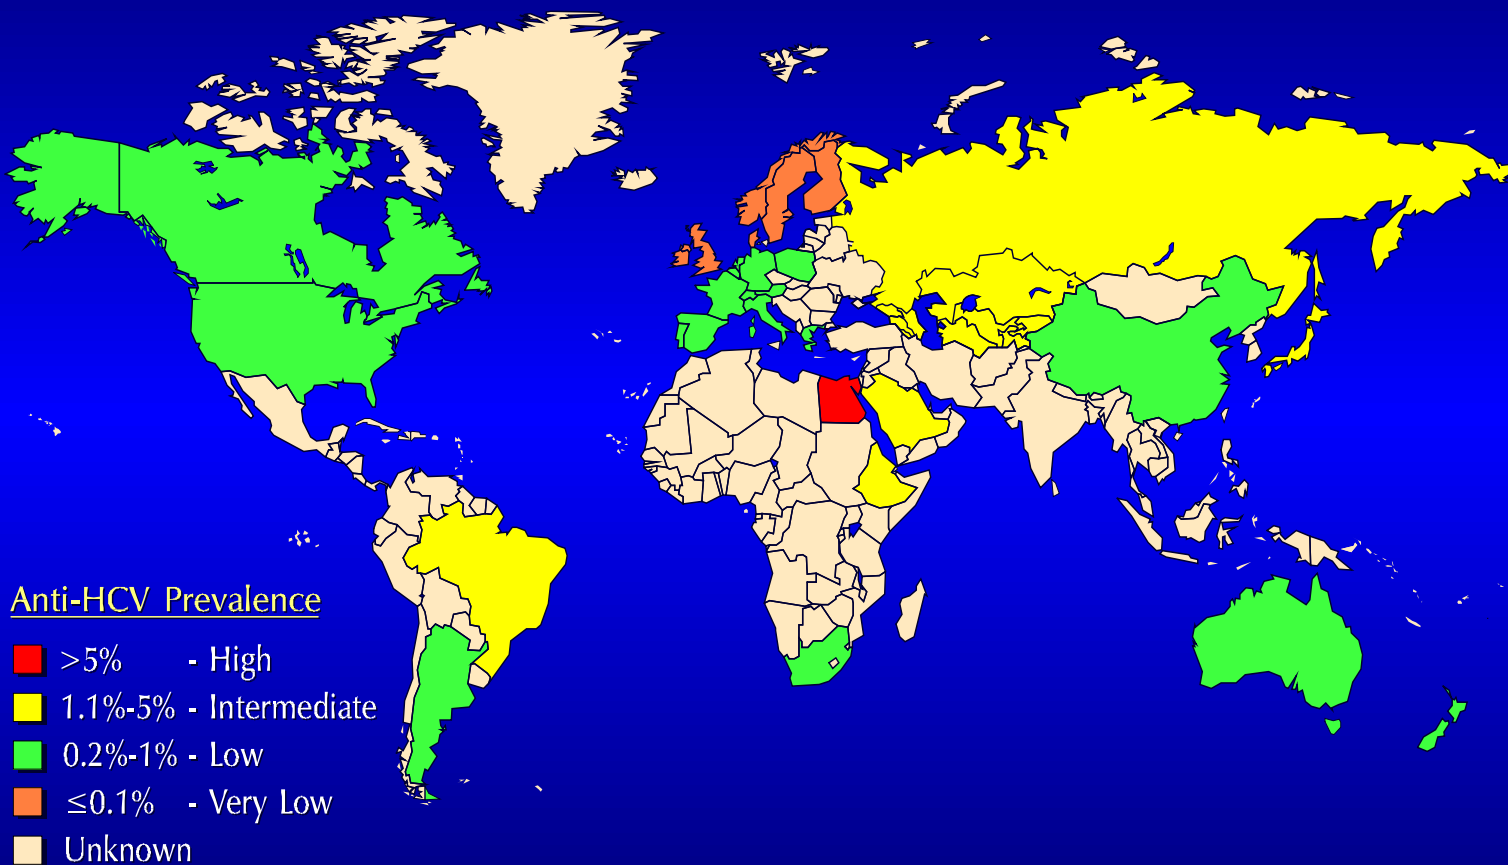 Anti-HCV Prevalence
>5% - High
1.1%-5% - Intermediate
0.2%-1% - Low
≤0.1% - Very Low
Unknown